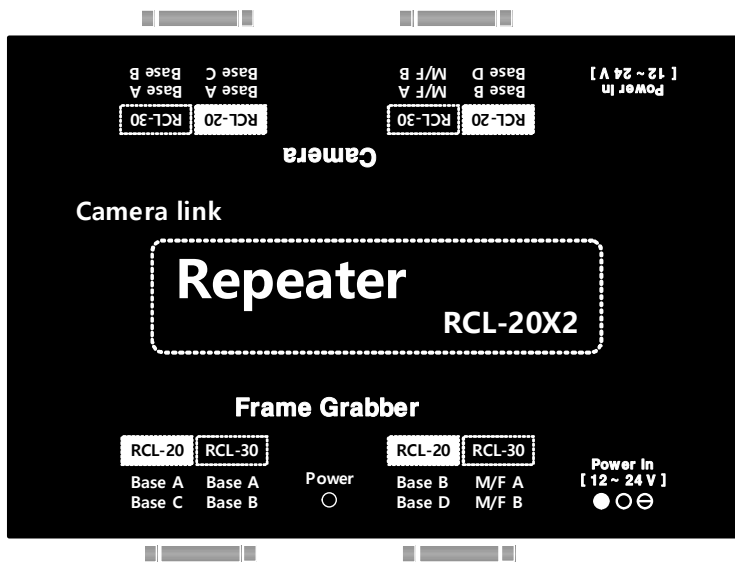 Base B Base A RCL-30
Base C Base A RCL-20
M/F B M/F A RCL-30
Base D Base B RCL-20
[ 12~24 V ]
Power In
Camera
Camera link
Repeater
RCL-20X2
Frame Grabber
RCL-20 RCL-30
Base A Base A
Base C Base B
Power
RCL-20 RCL-30
Base B M/F A
Base D M/F B
Power In
[ 12 ~ 24 V ]